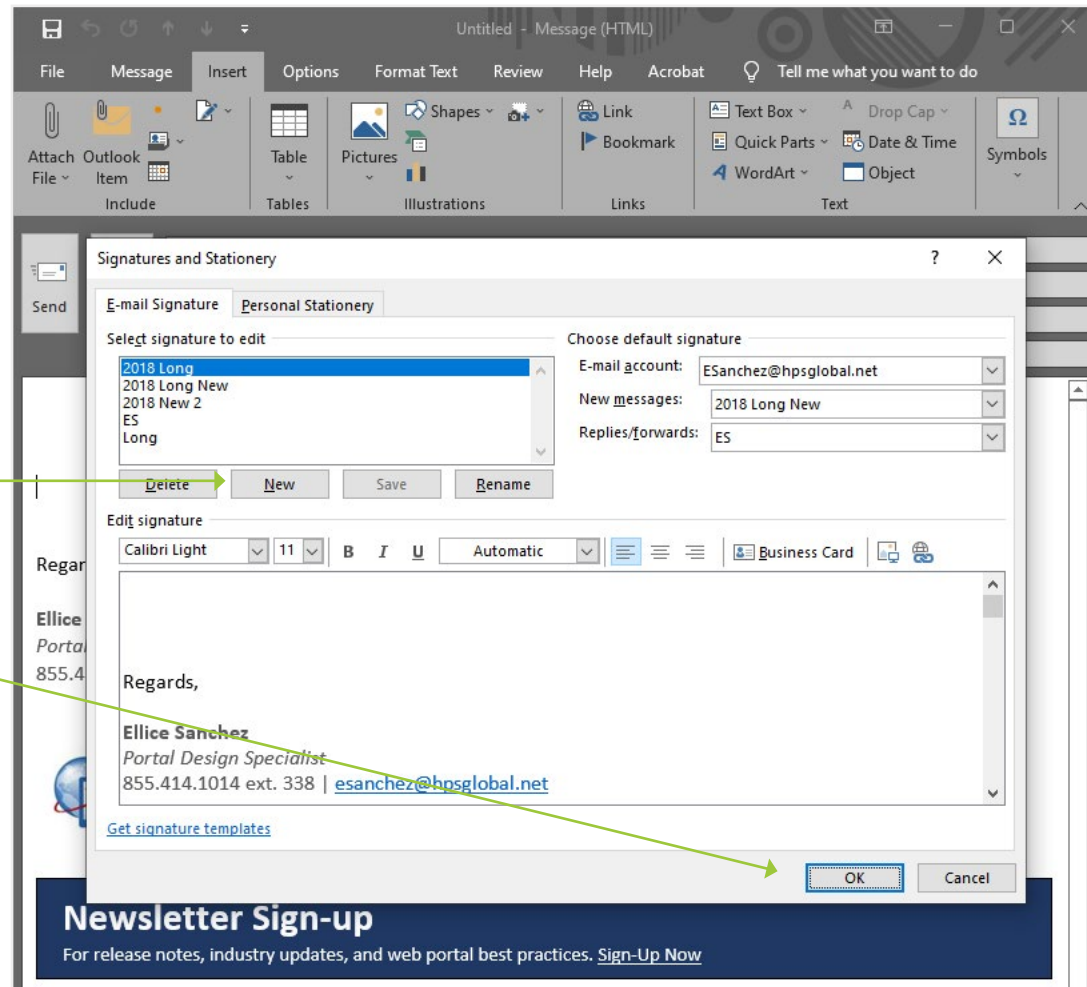 Untitled - Message (HTML)
File Message Insert Options Format Text Review Help Acrobat Tell me what you want to do
Attach File
Outlook Item
Table
Pictures
Shapes
Link
Bookmark
Text Box
Quick Parts
WordArt
A Drop Cap
Date & Time
Object
Ω
Symbols
Include Tables Illustrations Links Text
Send
Signatures and Stationery ?
E-mail Signature Personal Stationery
Select signature to edit
2018 Long
2018 Long New
2018 New 2
ES
Long
Delete New Save Rename
Choose default signature
E-mail account: ESanchez@hpsglobal.net
New messages: 2018 Long New
Replies/forwards: ES
Edit signature
Calibri Light 11 B I U Automatic Business Card
Regards,
Ellice Sanchez
Portal Design Specialist
855.414.1014 ext. 338 | esanchez@hpsglobal.net
Get signature templates
OK Cancel
Regar
Ellice
Portal
855.4
Newsletter Sign-up
For release notes, industry updates, and web portal best practices. Sign-Up Now